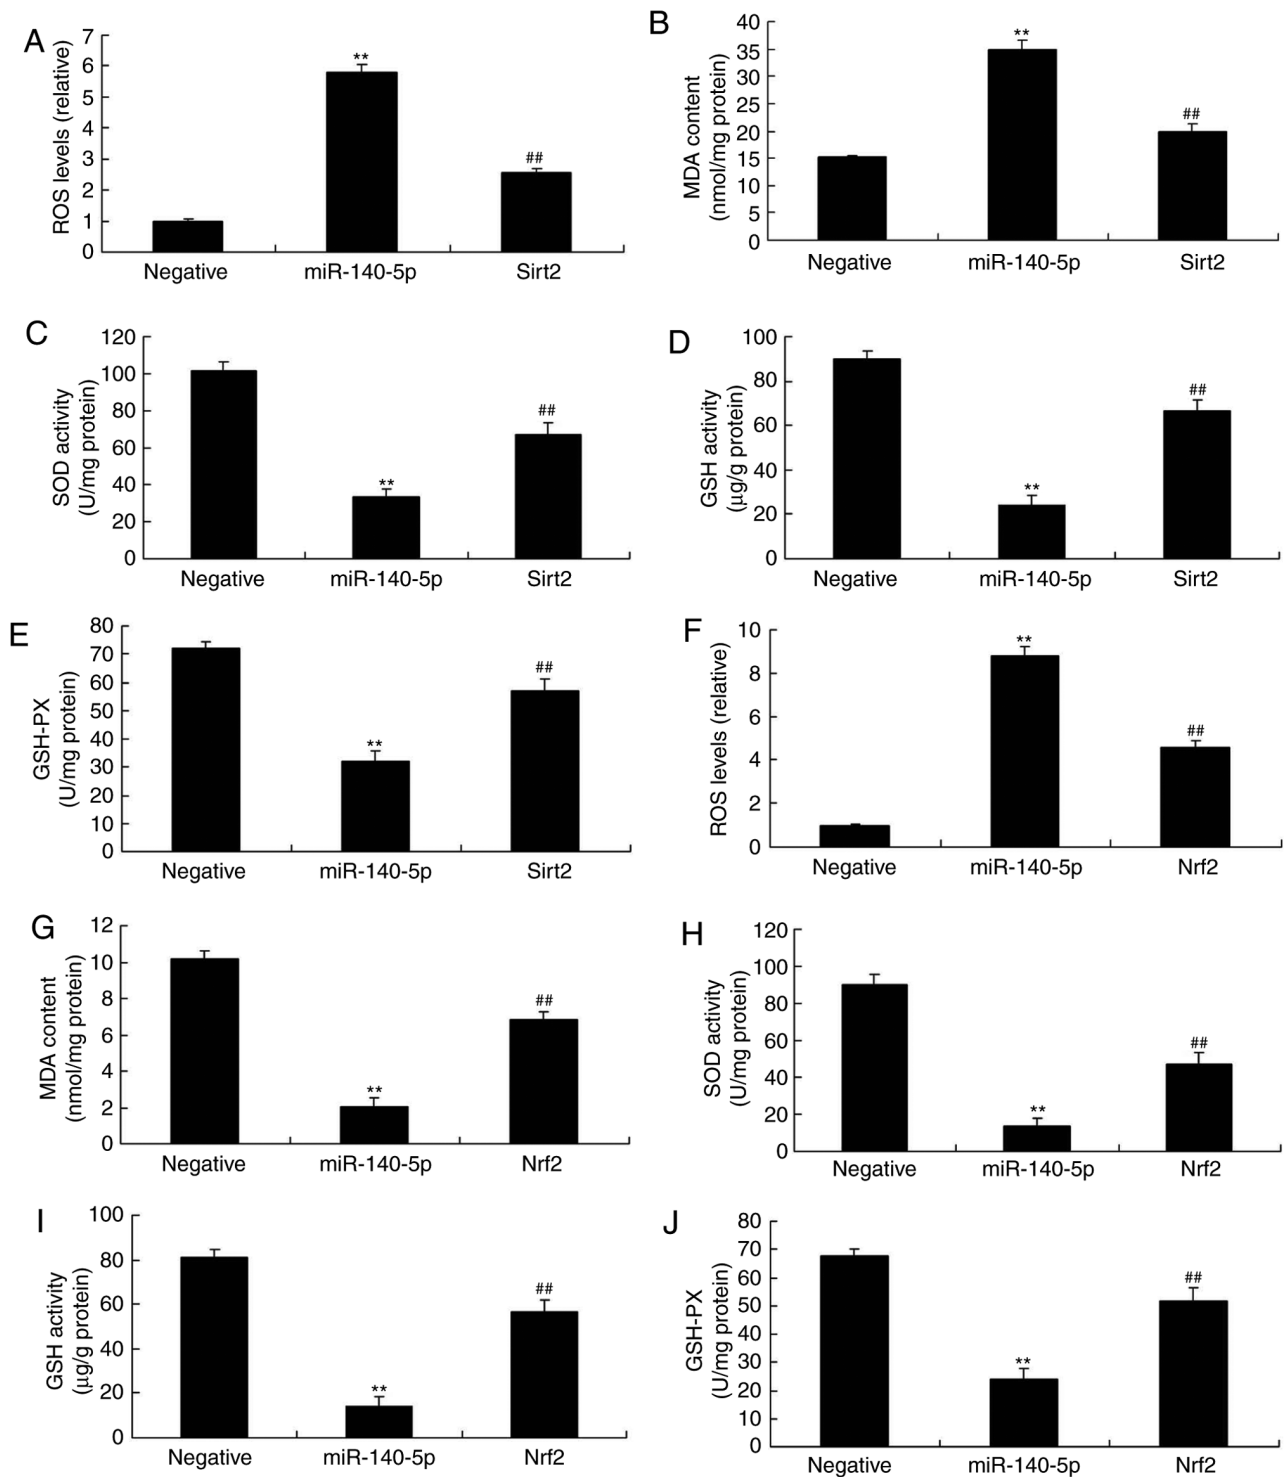 A
ROS levels (relative)
7
6
5
4
3
2
1
0
**
##
Negative
miR-140-5p
Sirt2
B
MDA content
(nmol/mg protein)
40
35
30
25
20
15
10
5
0
**
##
Negative
miR-140-5p
Sirt2
C
SOD activity
(U/mg protein)
120
100
80
60
40
20
0
**
##
Negative
miR-140-5p
Sirt2
D
GSH activity
(μg/g protein)
100
80
60
40
20
0
**
##
Negative
miR-140-5p
Sirt2
E
GSH-PX
(U/mg protein)
80
70
60
50
40
30
20
10
0
**
##
Negative
miR-140-5p
Sirt2
F
ROS levels (relative)
10
8
6
4
2
0
**
##
Negative
miR-140-5p
Nrf2
G
MDA content
(nmol/mg protein)
12
10
8
6
4
2
0
**
##
Negative
miR-140-5p
Nrf2
H
SOD activity
(U/mg protein)
120
100
80
60
40
20
0
**
##
Negative
miR-140-5p
Nrf2
I
GSH activity
(μg/g protein)
100
80
60
40
20
0
**
##
Negative
miR-140-5p
Nrf2
J
GSH-PX
(U/mg protein)
80
70
60
50
40
30
20
10
0
**
##
Negative
miR-140-5p
Nrf2